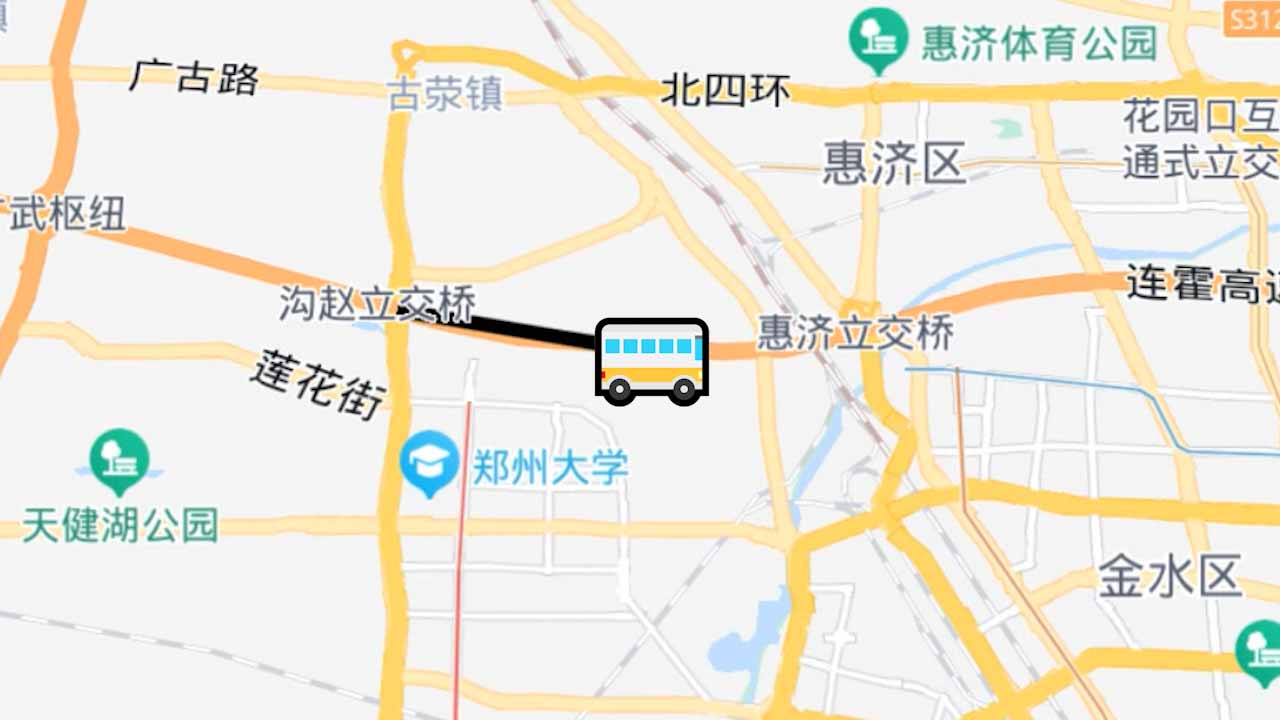 S312
惠济体育公园
广古路
古荥镇
北四环
花园口互
通式立交
惠济区
武枢纽
连霍高速
沟赵立交桥
惠济立交桥
莲花街
郑州大学
天健湖公园
金水区